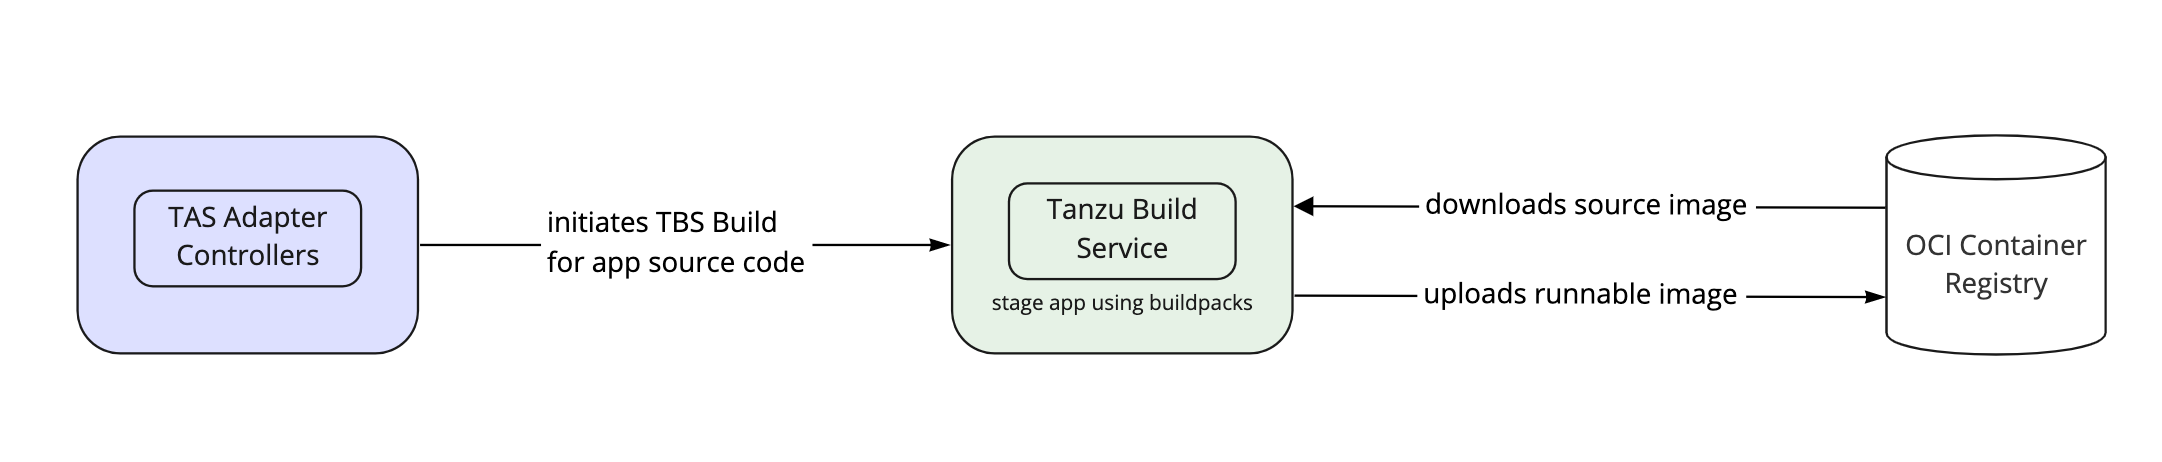 TAS Adapter
Controllers
initiates TBS Build
for app source code
Tanzu Build
Service
stage app using buildpacks
downloads source image
uploads runnable image
OCI Container
Registry